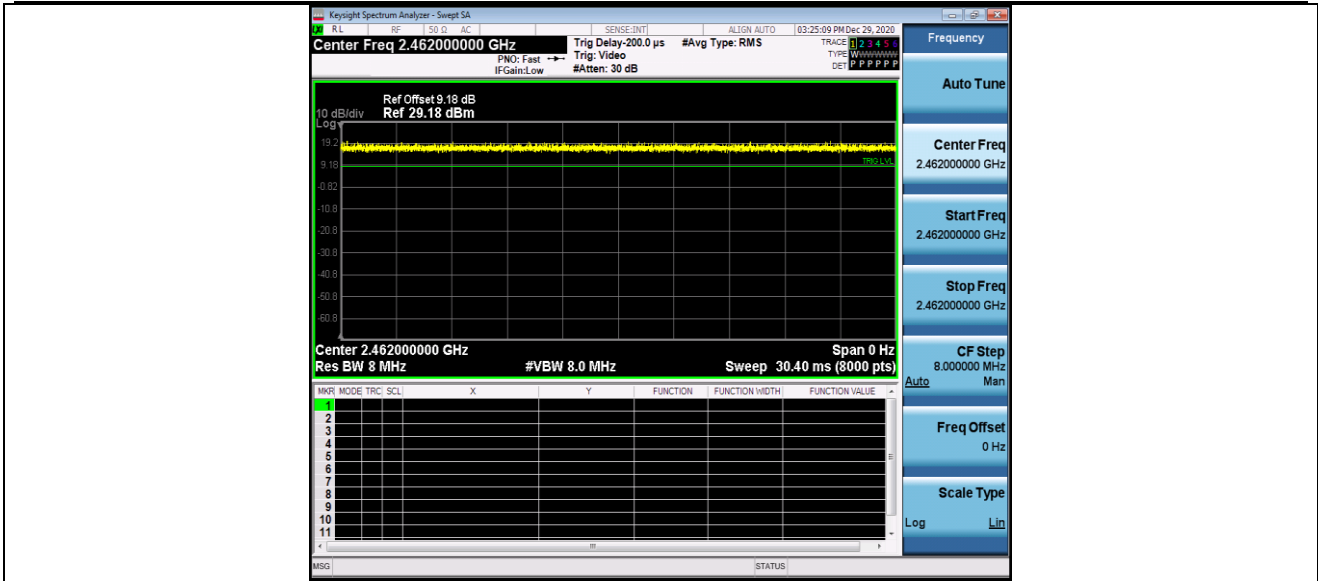 Keysight Spectrum Analyzer - Swept SA
RL RF 50 Ω AC SENSE:INT ALIGN AUTO 03:25:09 PM Dec 29, 2020
Center Freq 2.462000000 GHz
PNO: Fast
IFGain:Low
Trig Delay-200.0 µs
Trig: Video
#Atten: 30 dB
#Avg Type: RMS
TRACE 1 2 3 4 5 6
TYPE WWWWWW
DET P P P P P P
Ref Offset 9.18 dB
10 dB/div Ref 29.18 dBm
Log
19.2
9.18
TRIG LVL
-0.82
-10.8
-20.8
-30.8
-40.8
-50.8
-60.8
Center 2.462000000 GHz Span 0 Hz
Res BW 8 MHz #VBW 8.0 MHz Sweep 30.40 ms (8000 pts)
MKR MODE TRC SCL X Y FUNCTION FUNCTION WIDTH FUNCTION VALUE
1
2
3
4
5
6
7
8
9
10
11
MSG STATUS
Frequency
Auto Tune
Center Freq
2.462000000 GHz
Start Freq
2.462000000 GHz
Stop Freq
2.462000000 GHz
CF Step
8.000000 MHz
Auto Man
Freq Offset
0 Hz
Scale Type
Log Lin